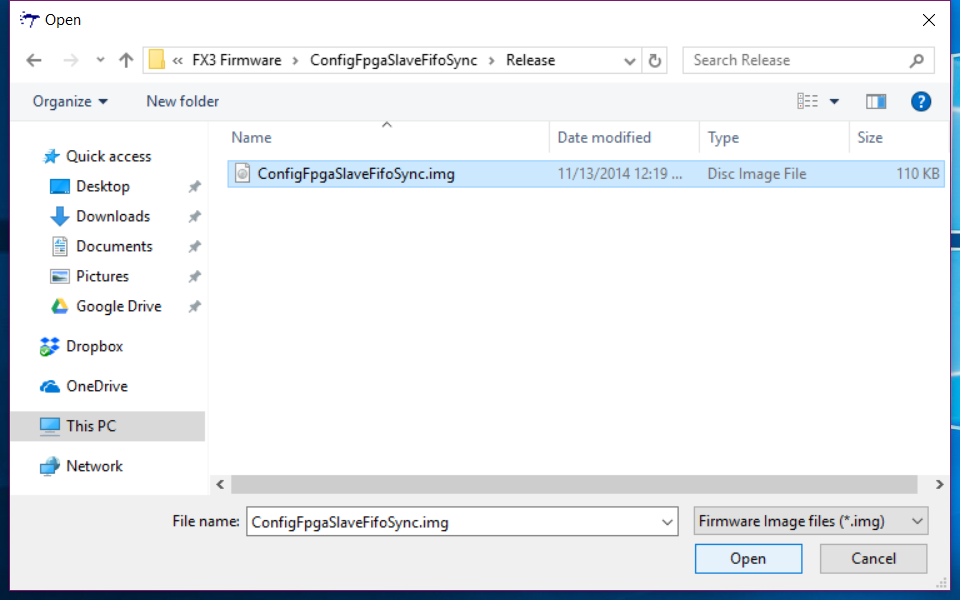 Open
« FX3 Firmware > ConfigFpgaSlaveFifoSync > Release
Search Release
Organize
New folder
?
Name
Date modified
Type
Size
Quick access
Desktop
Downloads
Documents
Pictures
Google Drive
Dropbox
OneDrive
This PC
Network
ConfigFpgaSlaveFifoSync.img 11/13/2014 12:19 ... Disc Image File 110 KB
File name: ConfigFpgaSlaveFifoSync.img
Firmware Image files (*.img)
Open
Cancel